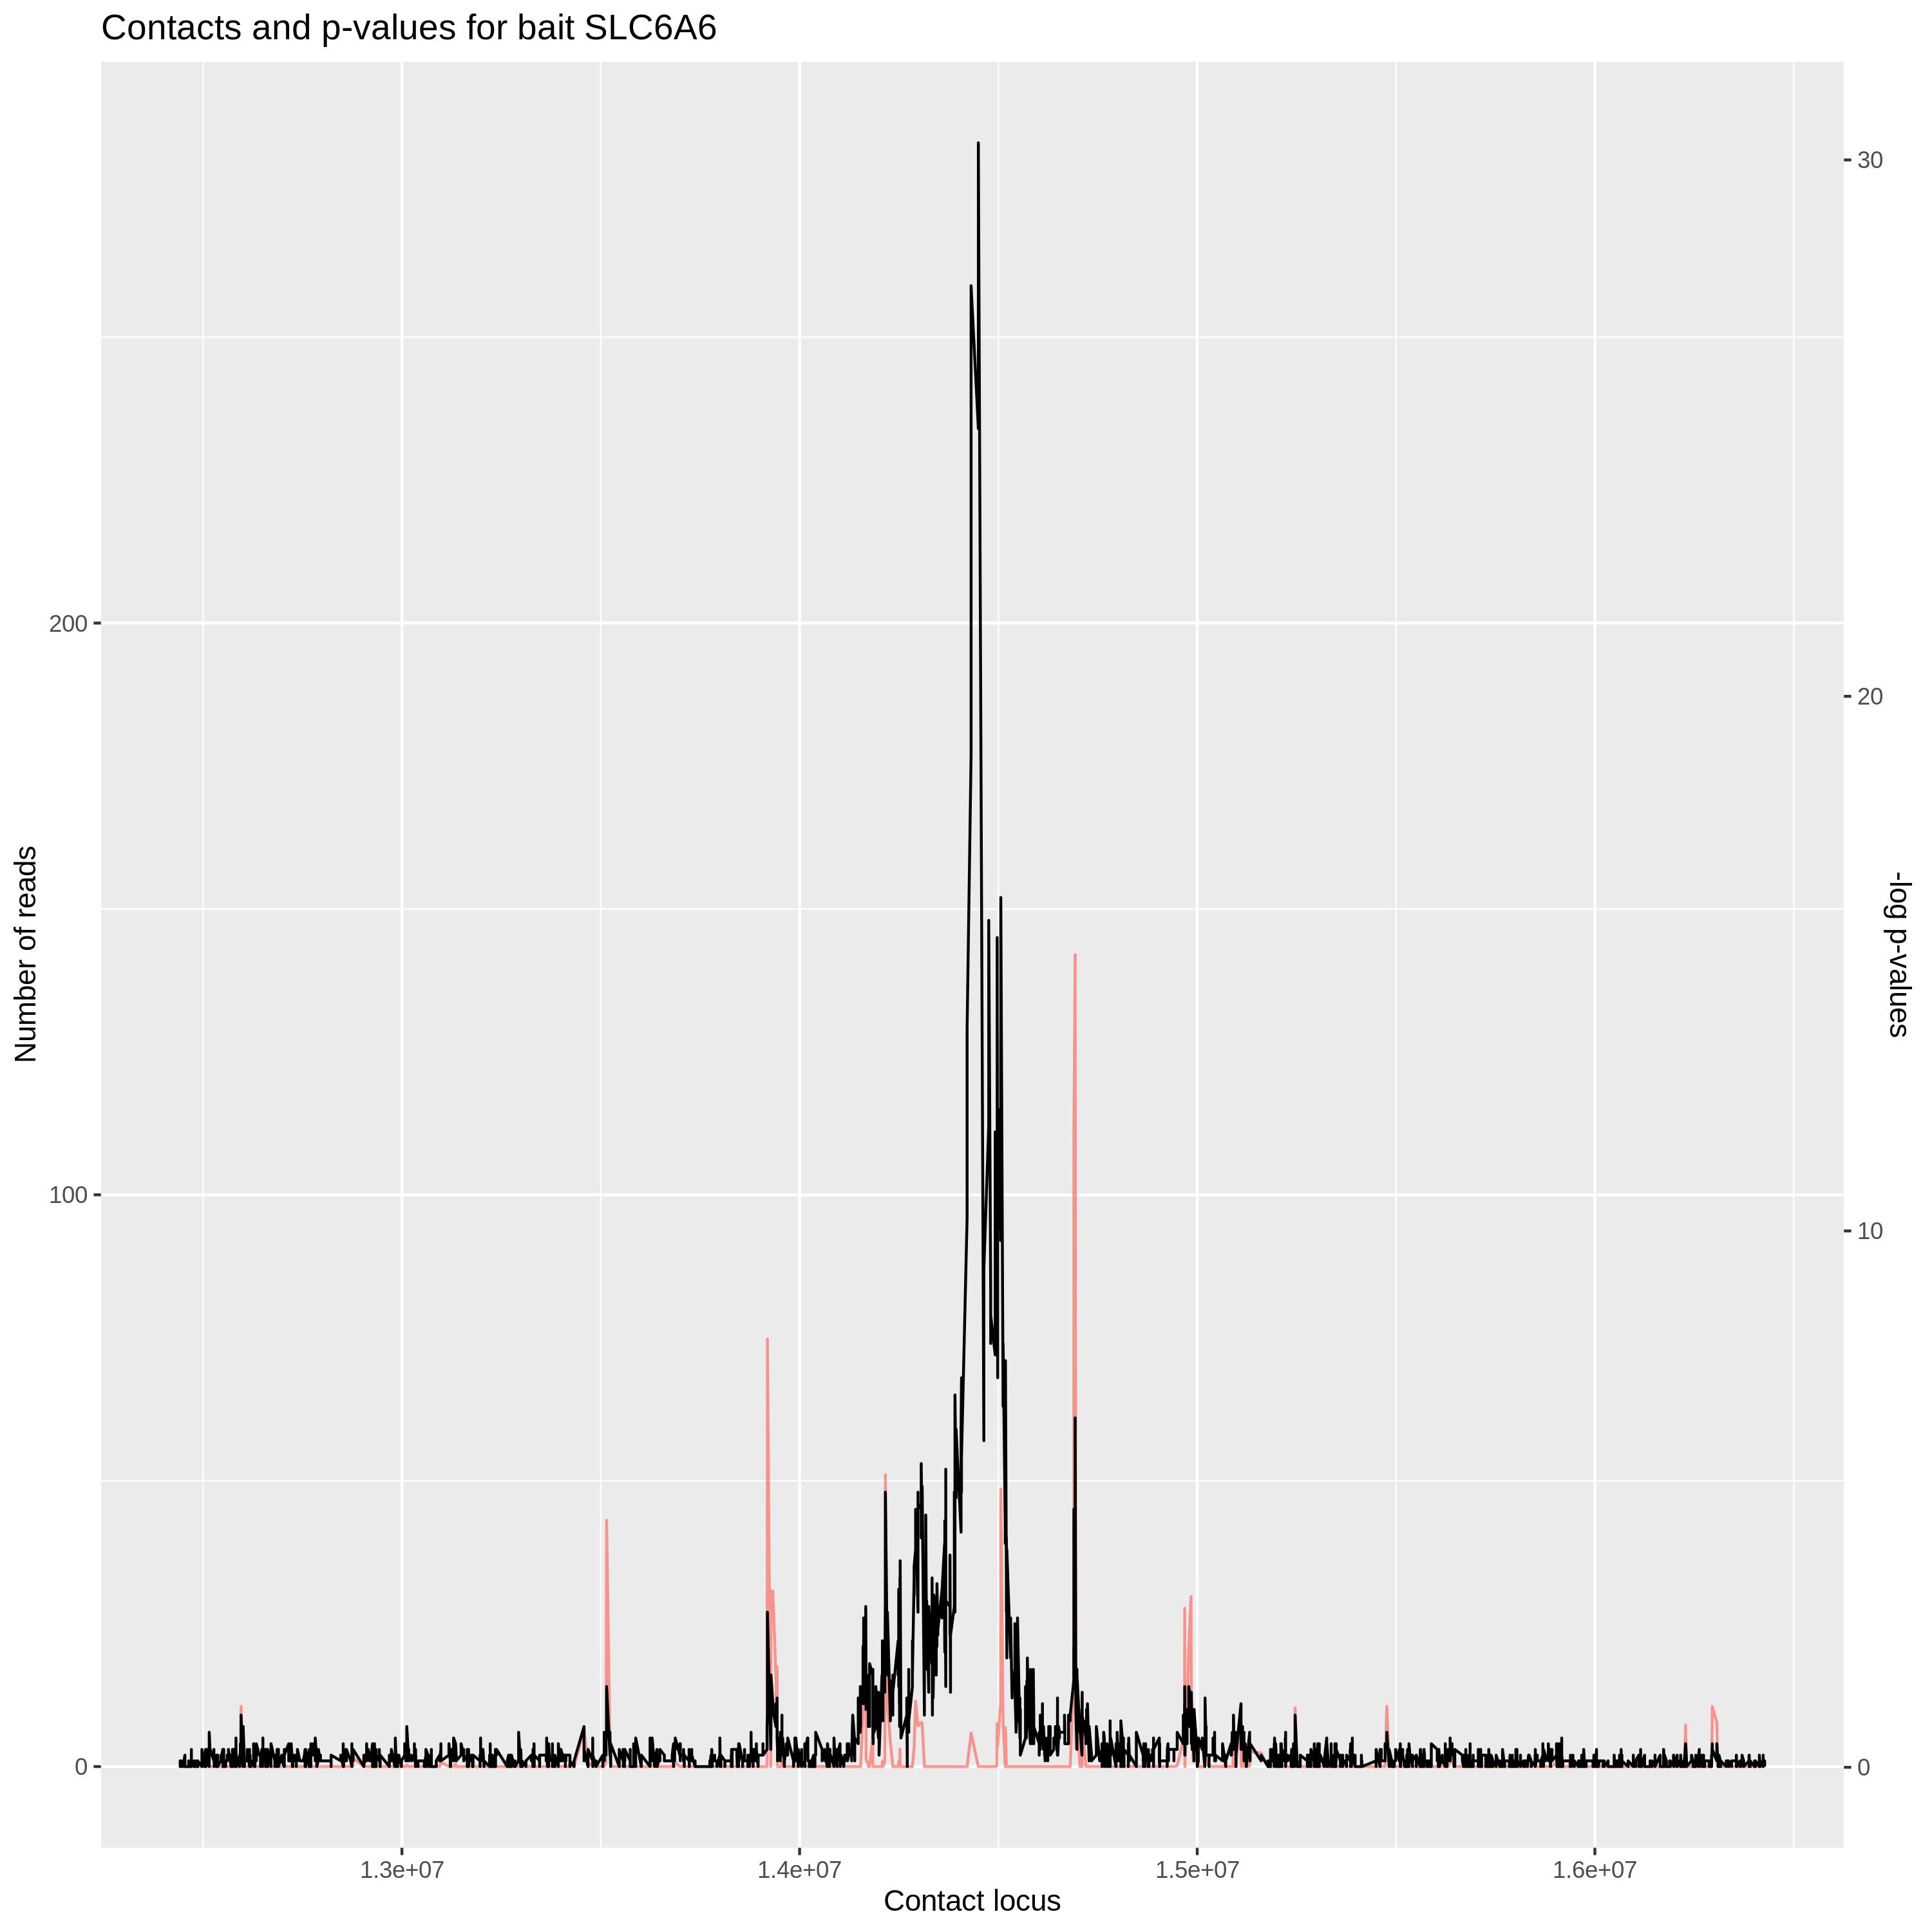 Contacts and p-values for bait SLC6A6
Number of reads
200
100
0
30
20
10
0
-log p-values
1.3e+07
1.4e+07
1.5e+07
1.6e+07
Contact locus